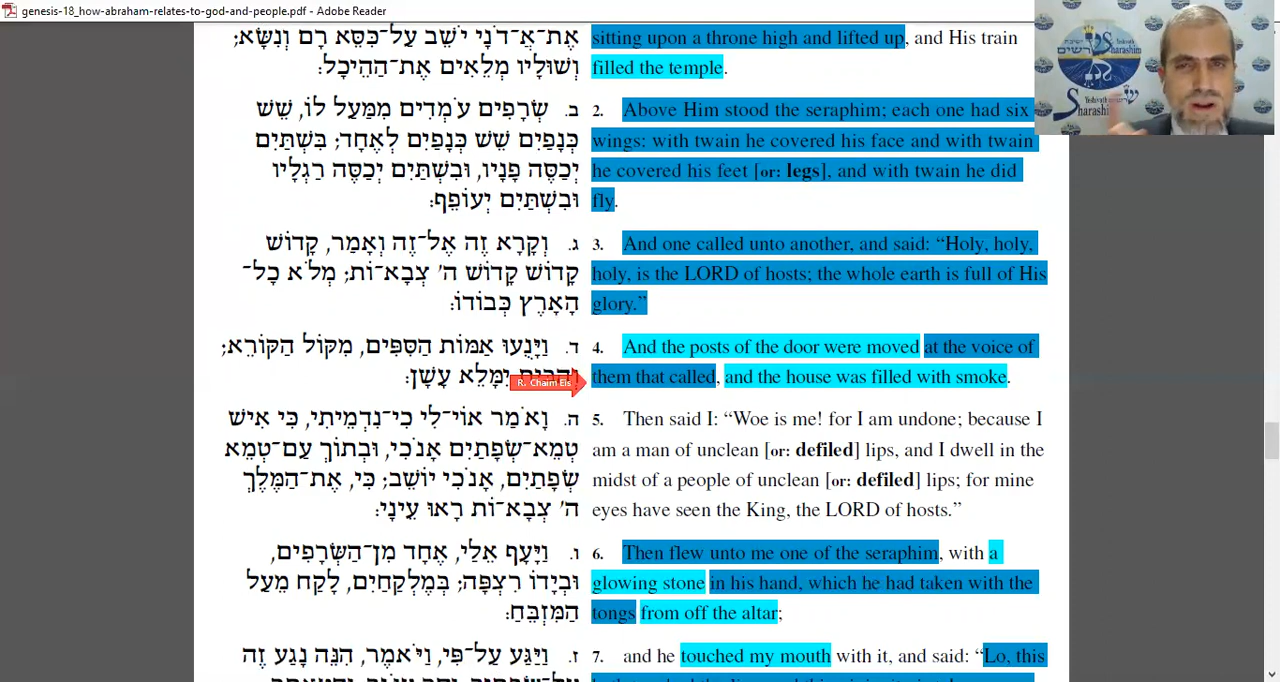 genesis-18_how-abraham-relates-to-god-and-people.pdf - Adobe Reader
אֶת־אֲ־דֹנָי יֹשֵׁב עַל־כִּסֵּא רָם וְנִשָּׂא;
וְשׁוּלָיו מְלֵאִים אֶת־הַהֵיכָל:
ב. שְׂרָפִים עֹמְדִים מִמַּעַל לוֹ, שֵׁשׁ
כְּנָפַיִם שֵׁשׁ כְּנָפַיִם לְאֶחָד; בִּשְׁתַּיִם
יְכַסֶּה פָנָיו, וּבִשְׁתַּיִם יְכַסֶּה רַגְלָיו
וּבִשְׁתַּיִם יְעוֹפֵף:
ג. וְקָרָא זֶה אֶל־זֶה וְאָמַר, קָדוֹשׁ
קָדוֹשׁ קָדוֹשׁ ה' צְבָא־וֹת; מְלֹא כָל־
הָאָרֶץ כְּבוֹדוֹ:
ד. וַיָּנֻעוּ אַמּוֹת הַסִּפִּים, מִקּוֹל הַקּוֹרֵא;
יִמָּלֵא עָשָׁן:
ה. וָאֹמַר אוֹי־לִי כִי־נִדְמֵיתִי, כִּי אִישׁ
טְמֵא־שְׂפָתַיִם אָנֹכִי, וּבְתוֹךְ עַם־טְמֵא
שְׂפָתַיִם, אָנֹכִי יוֹשֵׁב; כִּי, אֶת־הַמֶּלֶךְ
ה' צְבָא־וֹת רָאוּ עֵינָי:
ו. וַיָּעָף אֵלַי, אֶחָד מִן־הַשְּׂרָפִים,
וּבְיָדוֹ רִצְפָּה; בְּמֶלְקַחַיִם, לָקַח מֵעַל
הַמִּזְבֵּחַ:
ז. וַיַּגַּע עַל־פִּי, וַיֹּאמֶר, הִנֵּה נָגַע זֶה
sitting upon a throne high and lifted up, and His train
filled the temple.
2. Above Him stood the seraphim; each one had six
wings: with twain he covered his face and with twain
he covered his feet [or: legs], and with twain he did
fly.
3. And one called unto another, and said: “Holy, holy,
holy, is the LORD of hosts; the whole earth is full of His
glory.”
4. And the posts of the door were moved at the voice of
them that called, and the house was filled with smoke.
5. Then said I: “Woe is me! for I am undone; because I
am a man of unclean [or: defiled] lips, and I dwell in the
midst of a people of unclean [or: defiled] lips; for mine
eyes have seen the King, the LORD of hosts.”
6. Then flew unto me one of the seraphim, with a
glowing stone in his hand, which he had taken with the
tongs from off the altar;
7. and he touched my mouth with it, and said: “Lo, this
R. Chaim Eis
Sharashim
שרשים
Yeshivath
Sharashim